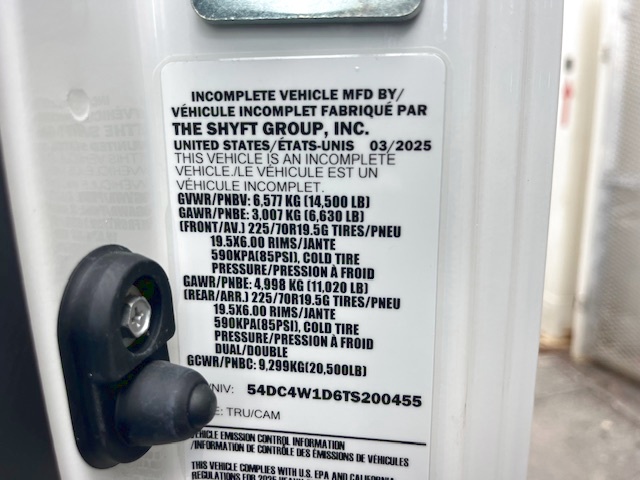 INCOMPLETE VEHICLE MFD BY/
VÉHICULE INCOMPLET FABRIQUÉ PAR
THE SHYFT GROUP, INC.
UNITED STATES/ÉTATS-UNIS 03/2025
THIS VEHICLE IS AN INCOMPLETE
VEHICLE./LE VÉHICULE EST UN
VÉHICULE INCOMPLET.
GVWR/PNBV: 6,577 KG (14,500 LB)
GAWR/PNBE: 3,007 KG (6,630 LB)
(FRONT/AV.) 225/70R19.5G TIRES/PNEU
19.5X6.00 RIMS/JANTE
590KPA(85PSI), COLD TIRE
PRESSURE/PRESSION À FROID
GAWR/PNBE: 4,998 KG (11,020 LB)
(REAR/ARR.) 225/70R19.5G TIRES/PNEU
19.5X6.00 RIMS/JANTE
590KPA(85PSI), COLD TIRE
PRESSURE/PRESSION À FROID
DUAL/DOUBLE
GCWR/PNBC: 9,299KG(20,500LB)
/NIV: 54DC4W1D6TS200455
E: TRU/CAM
VEHICLE EMISSION CONTROL INFORMATION
/INFORMATION DE CONTRÔLE DES ÉMISSIONS DE VÉHICULES
THIS VEHICLE COMPLIES WITH U.S. EPA AND CALIFORNIA